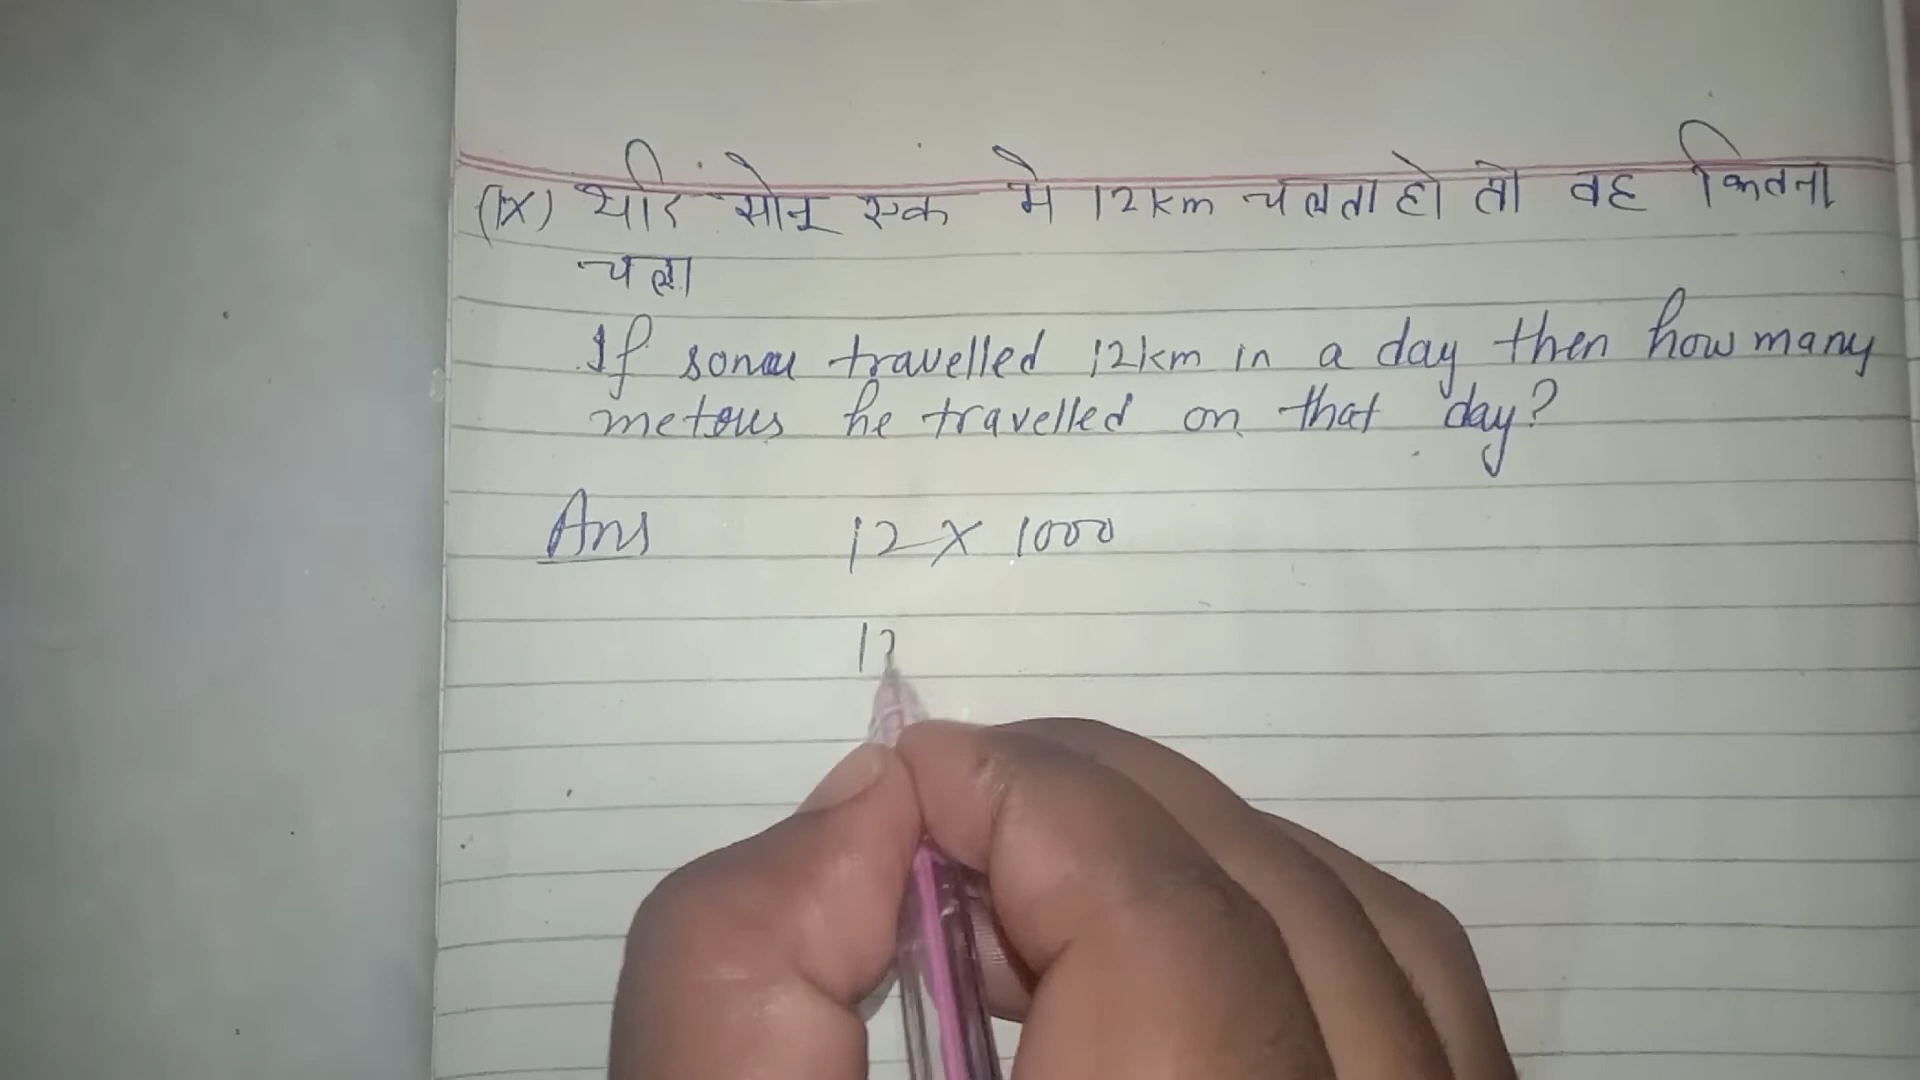 (ix) यदि सोनू एक मे 12km चलता हो तो वह कितना
चला
If sonu travelled 12km in a day then how many
meters he travelled on that day?
Ans 12 × 1000
12